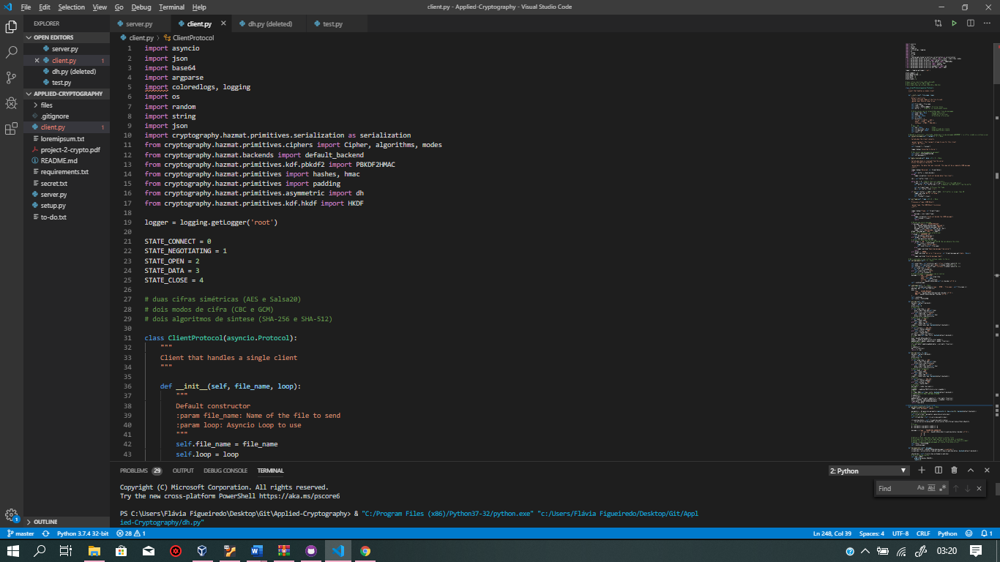 File Edit Selection View Go Debug Terminal Help
client.py - Applied-Cryptography - Visual Studio Code
EXPLORER
OPEN EDITORS
server.py
client.py 1
dh.py (deleted)
test.py
APPLIED-CRYPTOGRAPHY
files
.gitignore
client.py 1
loremipsum.txt
project-2-crypto.pdf
README.md
requirements.txt
secret.txt
server.py
setup.py
to-do.txt
OUTLINE
server.py client.py dh.py (deleted) test.py
client.py > ClientProtocol
1 import asyncio
2 import json
3 import base64
4 import argparse
5 import coloredlogs, logging
6 import os
7 import random
8 import string
9 import json
10 import cryptography.hazmat.primitives.serialization as serialization
11 from cryptography.hazmat.primitives.ciphers import Cipher, algorithms, modes
12 from cryptography.hazmat.backends import default_backend
13 from cryptography.hazmat.primitives.kdf.pbkdf2 import PBKDF2HMAC
14 from cryptography.hazmat.primitives import hashes, hmac
15 from cryptography.hazmat.primitives import padding
16 from cryptography.hazmat.primitives.asymmetric import dh
17 from cryptography.hazmat.primitives.kdf.hkdf import HKDF
18
19 logger = logging.getLogger('root')
20
21 STATE_CONNECT = 0
22 STATE_NEGOTIATING = 1
23 STATE_OPEN = 2
24 STATE_DATA = 3
25 STATE_CLOSE = 4
26
27 # duas cifras simétricas (AES e Salsa20)
28 # dois modos de cifra (CBC e GCM)
29 # dois algoritmos de sintese (SHA-256 e SHA-512)
30
31 class ClientProtocol(asyncio.Protocol):
32 """
33 Client that handles a single client
34 """
35
36 def __init__(self, file_name, loop):
37 """
38 Default constructor
39 :param file_name: Name of the file to send
40 :param loop: Asyncio Loop to use
41 """
42 self.file_name = file_name
43 self.loop = loop
PROBLEMS 29 OUTPUT DEBUG CONSOLE TERMINAL
2: Python
Find Aa Abl .*
Copyright (C) Microsoft Corporation. All rights reserved.
Try the new cross-platform PowerShell https://aka.ms/pscore6
PS C:\Users\Flávia Figueiredo\Desktop\Git\Applied-Cryptography> & "C:/Program Files (x86)/Python37-32/python.exe" "c:/Users/Flávia Figueiredo/Desktop/Git/Appl
ied-Cryptography/dh.py"
1
master Python 3.7.4 32-bit 28 1
Ln 248, Col 39 Spaces: 4 UTF-8 CRLF Python 1
03:20